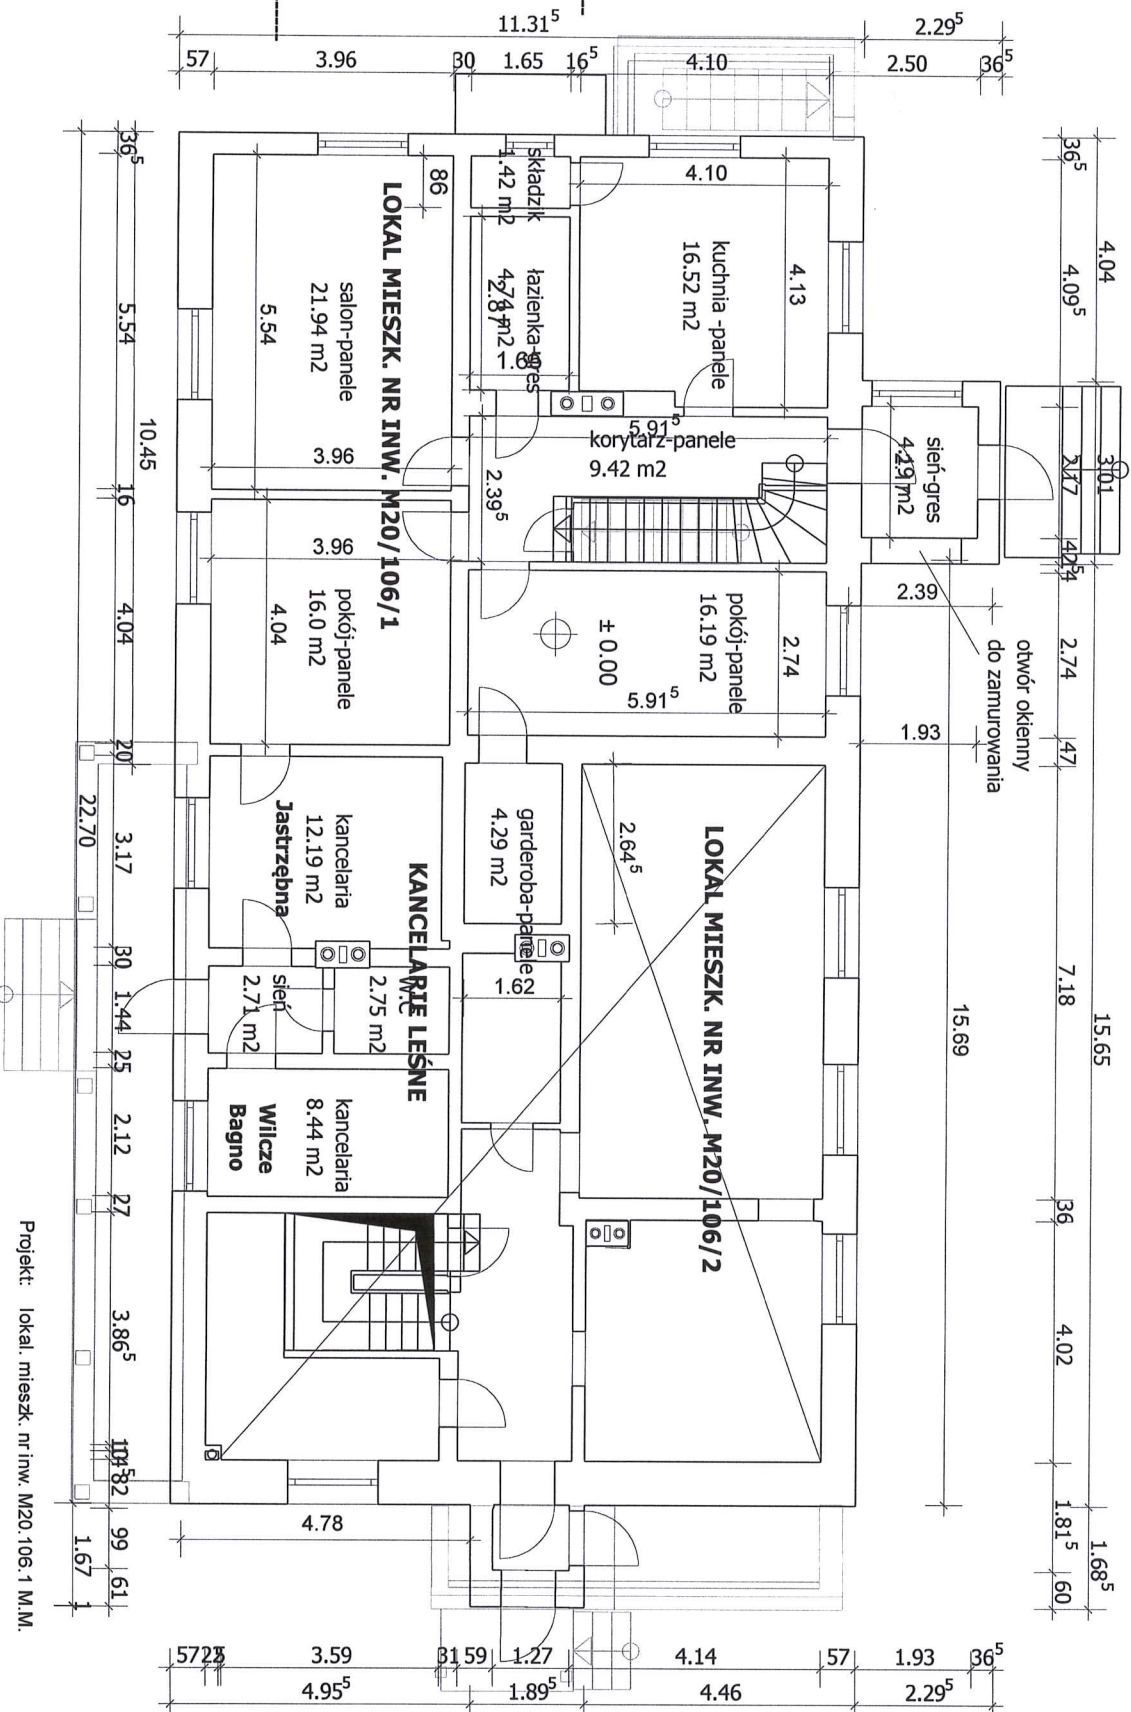 11.31⁵
2.29⁵
57
3.96
30
1.65
16⁵
4.10
2.50
36⁵
36⁵
5.54
10.45
16
4.04
20
22.70
3.17
30
1.44
25
2.12
27
3.86⁵
82
99
61
1.67
1
LOKAL MIESZK. NR INW. M20/106/1
86
salon-panele
21.94 m2
5.54
3.96
składzik
1.42 m2
łazienka-gres
4.74 m2
2.87
kuchnia -panele
16.52 m2
4.10
4.13
korytarz-panele
9.42 m2
5.91⁵
2.39⁵
sień-gres
36⁵
4.04
4.09⁵
3.01
2.17
2.39
otwór okienny
do zamurowania
pokój-panele
16.0 m2
3.96
4.04
pokój-panele
16.19 m2
± 0.00
2.74
5.91⁵
2.74
1.93
47
kancelaria
12.19 m2
Jastrzębna
KANCELARIE LEŚNE
garderoba-panele
4.29 m2
2.64⁵
LOKAL MIESZK. NR INW. M20/106/2
sień
2.71 m2
W.C
2.75 m2
1.62
7.18
15.69
15.65
kancelaria
8.44 m2
Wilcze
Bagno
36
4.02
1.81⁵
1.68⁵
60
4.78
57
3.59
31
59
1.27
4.14
57
1.93
36⁵
4.95⁵
1.89⁵
4.46
2.29⁵
Projekt: lokal. mieszk. nr inw. M20.106.1 M.M.